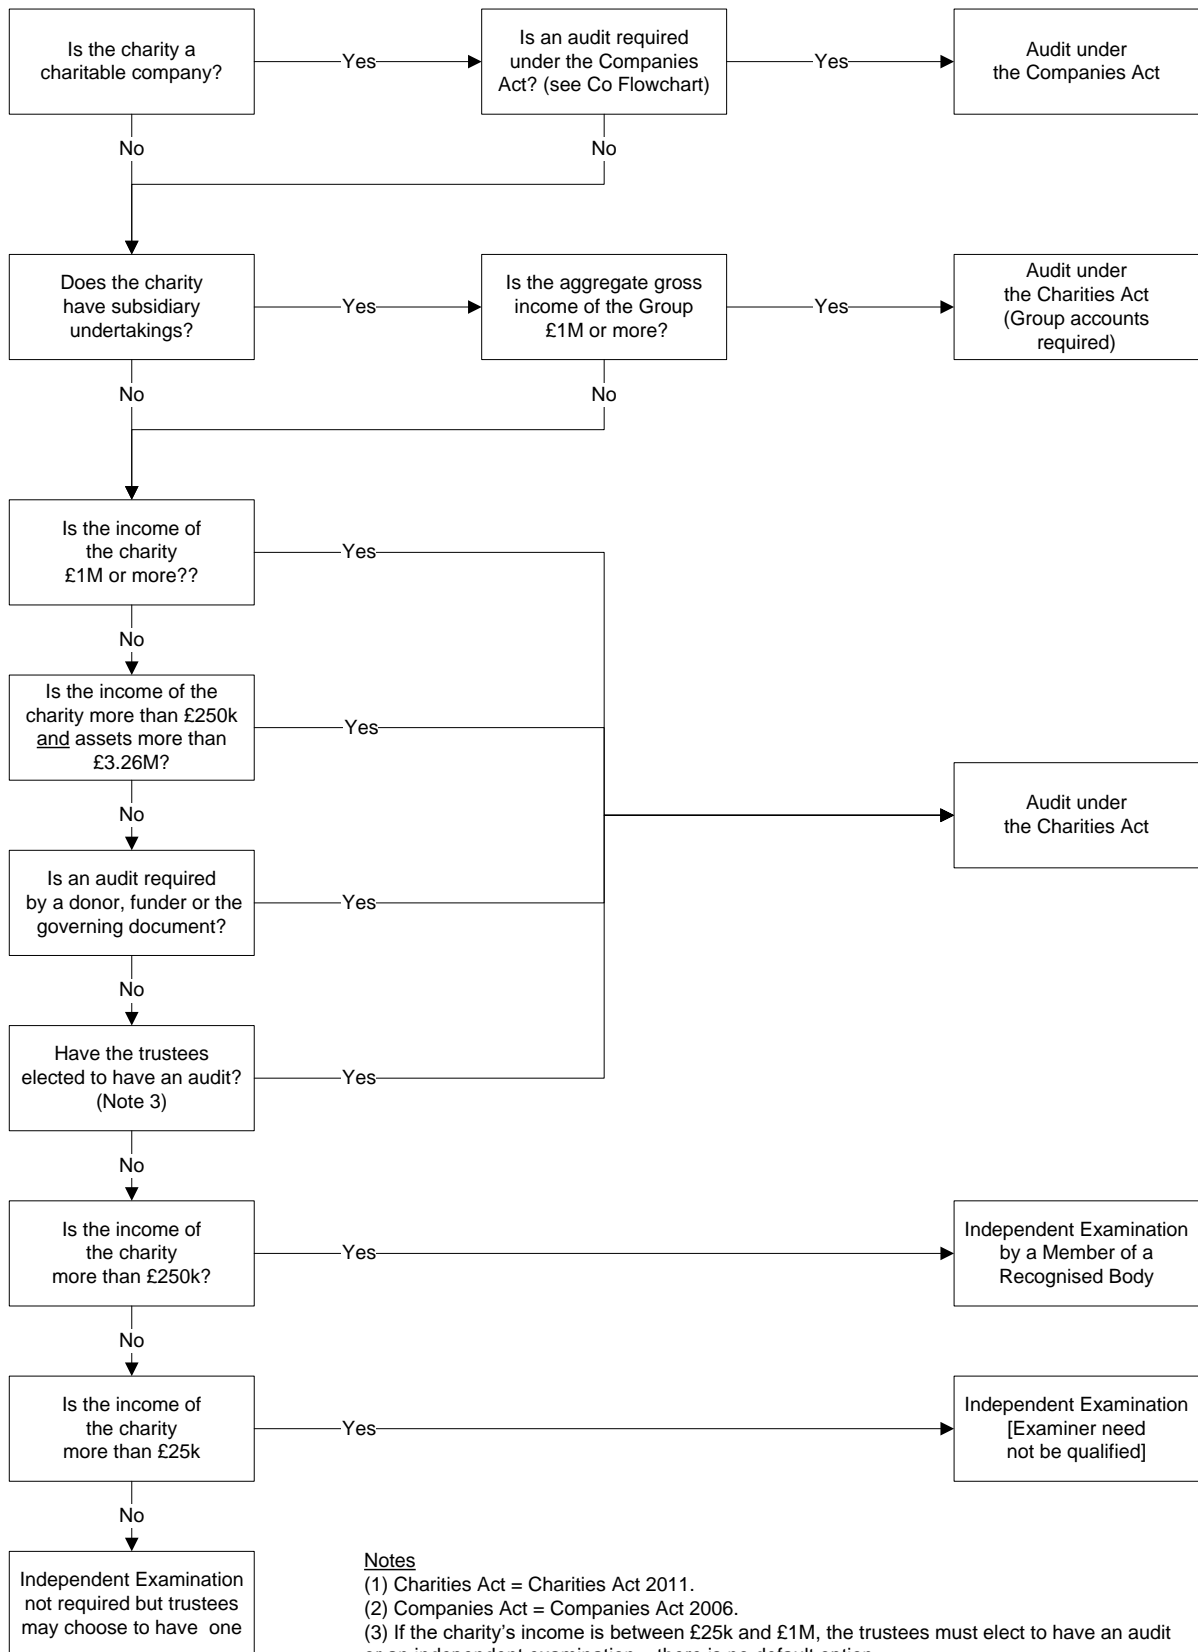 Is the charity a
charitable company?
Yes
Is an audit required
under the Companies
Act? (see Co Flowchart)
Yes
Audit under
the Companies Act
No
No
Does the charity
have subsidiary
undertakings?
Yes
Is the aggregate gross
income of the Group
£1M or more?
Yes
Audit under
the Charities Act
(Group accounts
required)
No
No
Is the income of
the charity
£1M or more??
Yes
No
Is the income of the
charity more than £250k
and assets more than
£3.26M?
Yes
No
Is an audit required
by a donor, funder or the
governing document?
Yes
Audit under
the Charities Act
No
Have the trustees
elected to have an audit?
(Note 3)
Yes
No
Is the income of
the charity
more than £250k?
Yes
Independent Examination
by a Member of a
Recognised Body
No
Is the income of
the charity
more than £25k
Yes
Independent Examination
[Examiner need
not be qualified]
No
Independent Examination
not required but trustees
may choose to have one
Notes
(1) Charities Act = Charities Act 2011.
(2) Companies Act = Companies Act 2006.
(3) If the charity's income is between £25k and £1M, the trustees must elect to have an audit
or an independent examination – there is no default option